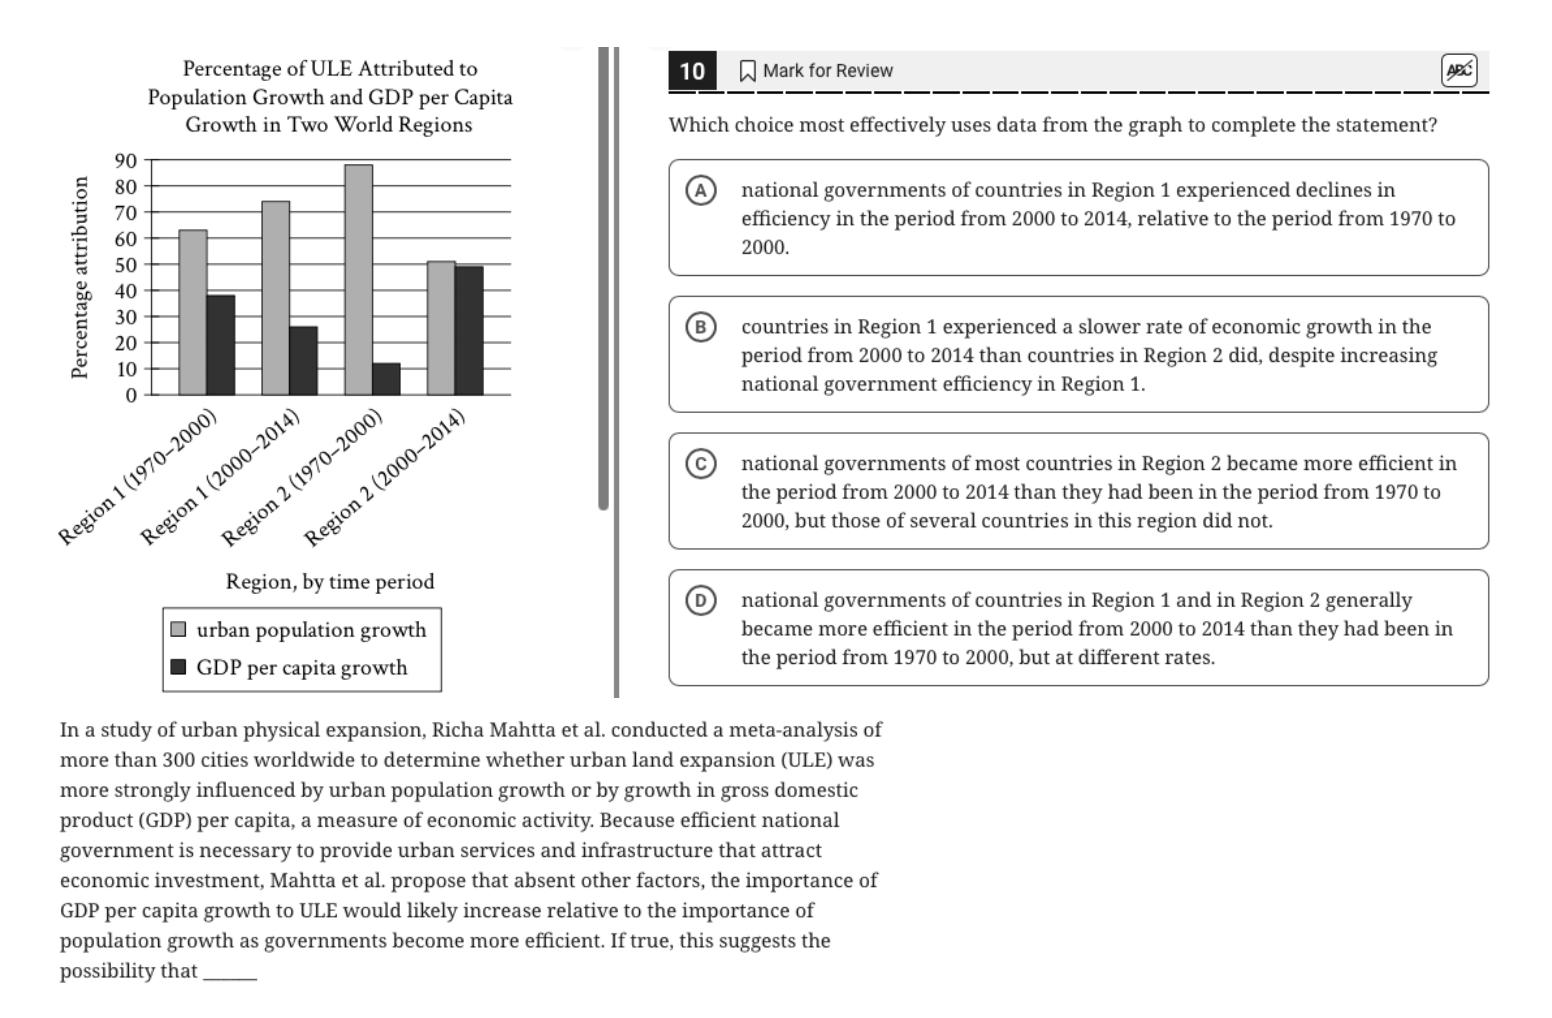 Percentage of ULE Attributed to
Population Growth and GDP per Capita
Growth in Two World Regions
Percentage attribution
90
80
70
60
50
40
30
20
10
0
Region 1 (1970–2000)
Region 1 (2000–2014)
Region 2 (1970–2000)
Region 2 (2000–2014)
Region, by time period
urban population growth
GDP per capita growth
10 Mark for Review ABC
Which choice most effectively uses data from the graph to complete the statement?
A national governments of countries in Region 1 experienced declines in
efficiency in the period from 2000 to 2014, relative to the period from 1970 to
2000.
B countries in Region 1 experienced a slower rate of economic growth in the
period from 2000 to 2014 than countries in Region 2 did, despite increasing
national government efficiency in Region 1.
C national governments of most countries in Region 2 became more efficient in
the period from 2000 to 2014 than they had been in the period from 1970 to
2000, but those of several countries in this region did not.
D national governments of countries in Region 1 and in Region 2 generally
became more efficient in the period from 2000 to 2014 than they had been in
the period from 1970 to 2000, but at different rates.
In a study of urban physical expansion, Richa Mahtta et al. conducted a meta-analysis of
more than 300 cities worldwide to determine whether urban land expansion (ULE) was
more strongly influenced by urban population growth or by growth in gross domestic
product (GDP) per capita, a measure of economic activity. Because efficient national
government is necessary to provide urban services and infrastructure that attract
economic investment, Mahtta et al. propose that absent other factors, the importance of
GDP per capita growth to ULE would likely increase relative to the importance of
population growth as governments become more efficient. If true, this suggests the
possibility that ______